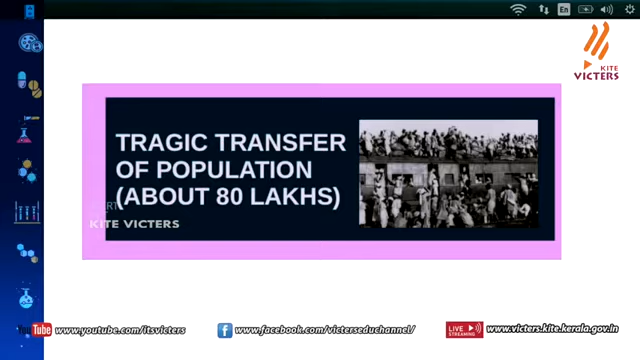 En
KITE
VICTERS
TRAGIC TRANSFER
OF POPULATION
(ABOUT 80 LAKHS)
KITE VICTERS
YouTube www.youtube.com/itsvicters
f www.facebook.com/victerseduchannel/
LIVE
STREAMING
www.victers.kite.kerala.gov.in